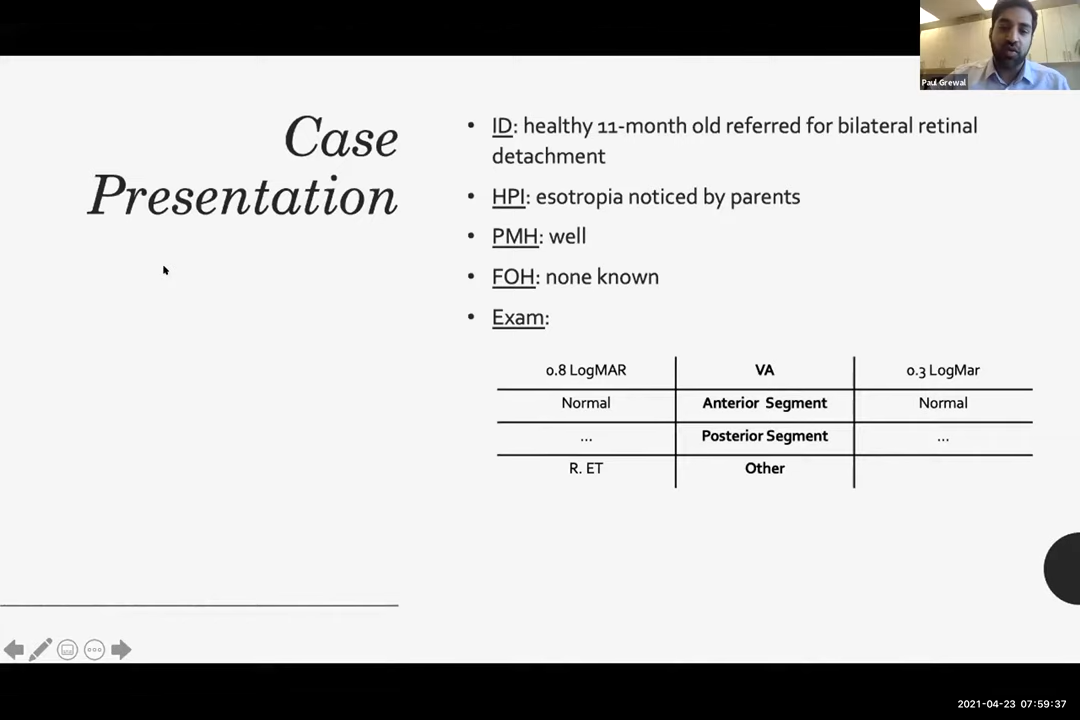 Paul Grewal
Case
Presentation
• ID: healthy 11-month old referred for bilateral retinal
detachment
• HPI: esotropia noticed by parents
• PMH: well
• FOH: none known
• Exam:
0.8 LogMAR VA 0.3 LogMar
Normal Anterior Segment Normal
... Posterior Segment ...
R. ET Other
2021-04-23 07:59:37